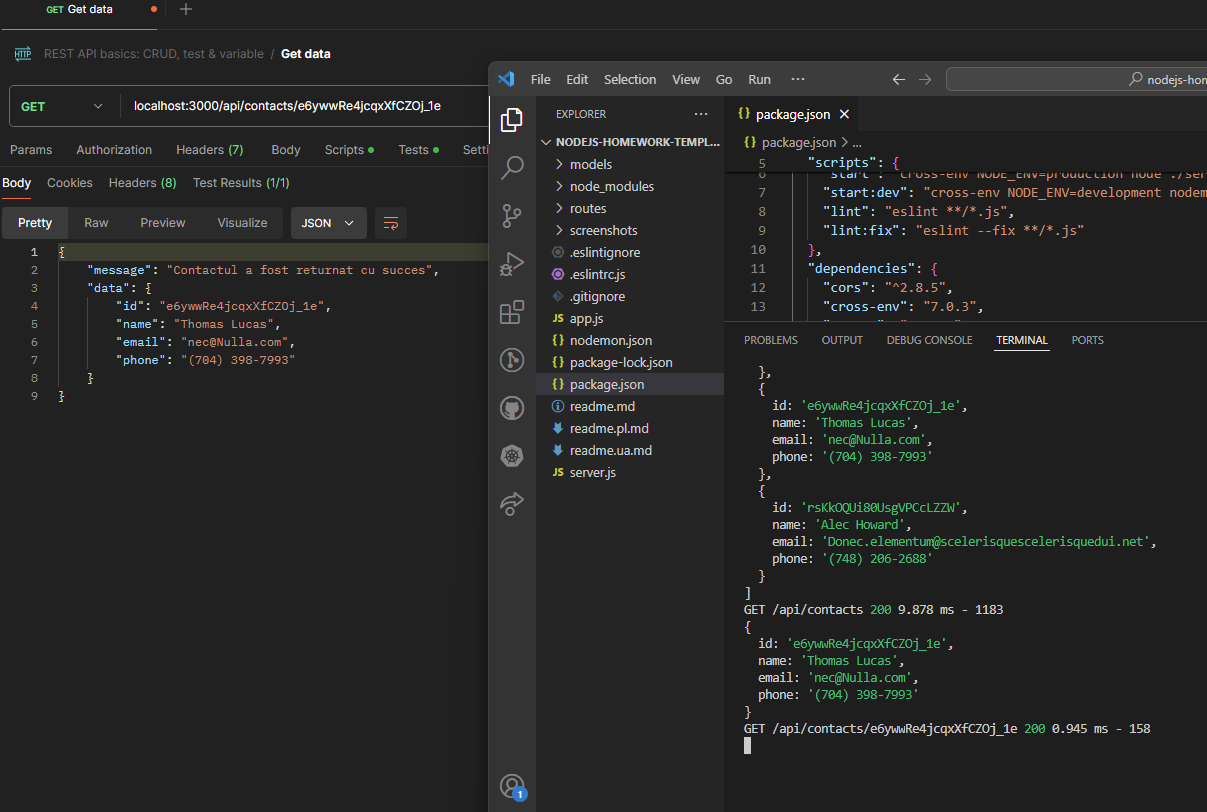 GET Get data
REST API basics: CRUD, test & variable / Get data
GET
localhost:3000/api/contacts/e6ywwRe4jcqxXfCZOj_1e
Params Authorization Headers (7) Body Scripts Tests
Body Cookies Headers (8) Test Results (1/1)
Pretty Raw Preview Visualize JSON
1 {
2 "message": "Contactul a fost returnat cu succes",
3 "data": {
4 "id": "e6ywwRe4jcqxXfCZOj_1e",
5 "name": "Thomas Lucas",
6 "email": "nec@Nulla.com",
7 "phone": "(704) 398-7993"
8 }
9 }
File Edit Selection View Go Run ···
EXPLORER ···
NODEJS-HOMEWORK-TEMPL...
models
node_modules
routes
screenshots
.eslintignore
.eslintrc.js
.gitignore
JS app.js
{} nodemon.json
{} package-lock.json
{} package.json
readme.md
readme.pl.md
readme.ua.md
JS server.js
1
{} package.json
{} package.json > ...
5 "scripts": {
6 "start": "cross-env NODE_ENV=production node ./
7 "start:dev": "cross-env NODE_ENV=development
8 "lint": "eslint **/*.js",
9 "lint:fix": "eslint --fix **/*.js"
10 },
11 "dependencies": {
12 "cors": "^2.8.5",
13 "cross-env": "7.0.3",
PROBLEMS OUTPUT DEBUG CONSOLE TERMINAL PORTS
},
{
id: 'e6ywwRe4jcqxXfCZOj_1e',
name: 'Thomas Lucas',
email: 'nec@Nulla.com',
phone: '(704) 398-7993'
},
{
id: 'rsKkOQUi80UsgVPCcLZZW',
name: 'Alec Howard',
email: 'Donec.elementum@scelerisquescelerisquedui.net',
phone: '(748) 206-2688'
}
]
GET /api/contacts 200 9.878 ms - 1183
{
id: 'e6ywwRe4jcqxXfCZOj_1e',
name: 'Thomas Lucas',
email: 'nec@Nulla.com',
phone: '(704) 398-7993'
}
GET /api/contacts/e6ywwRe4jcqxXfCZOj_1e 200 0.945 ms - 158